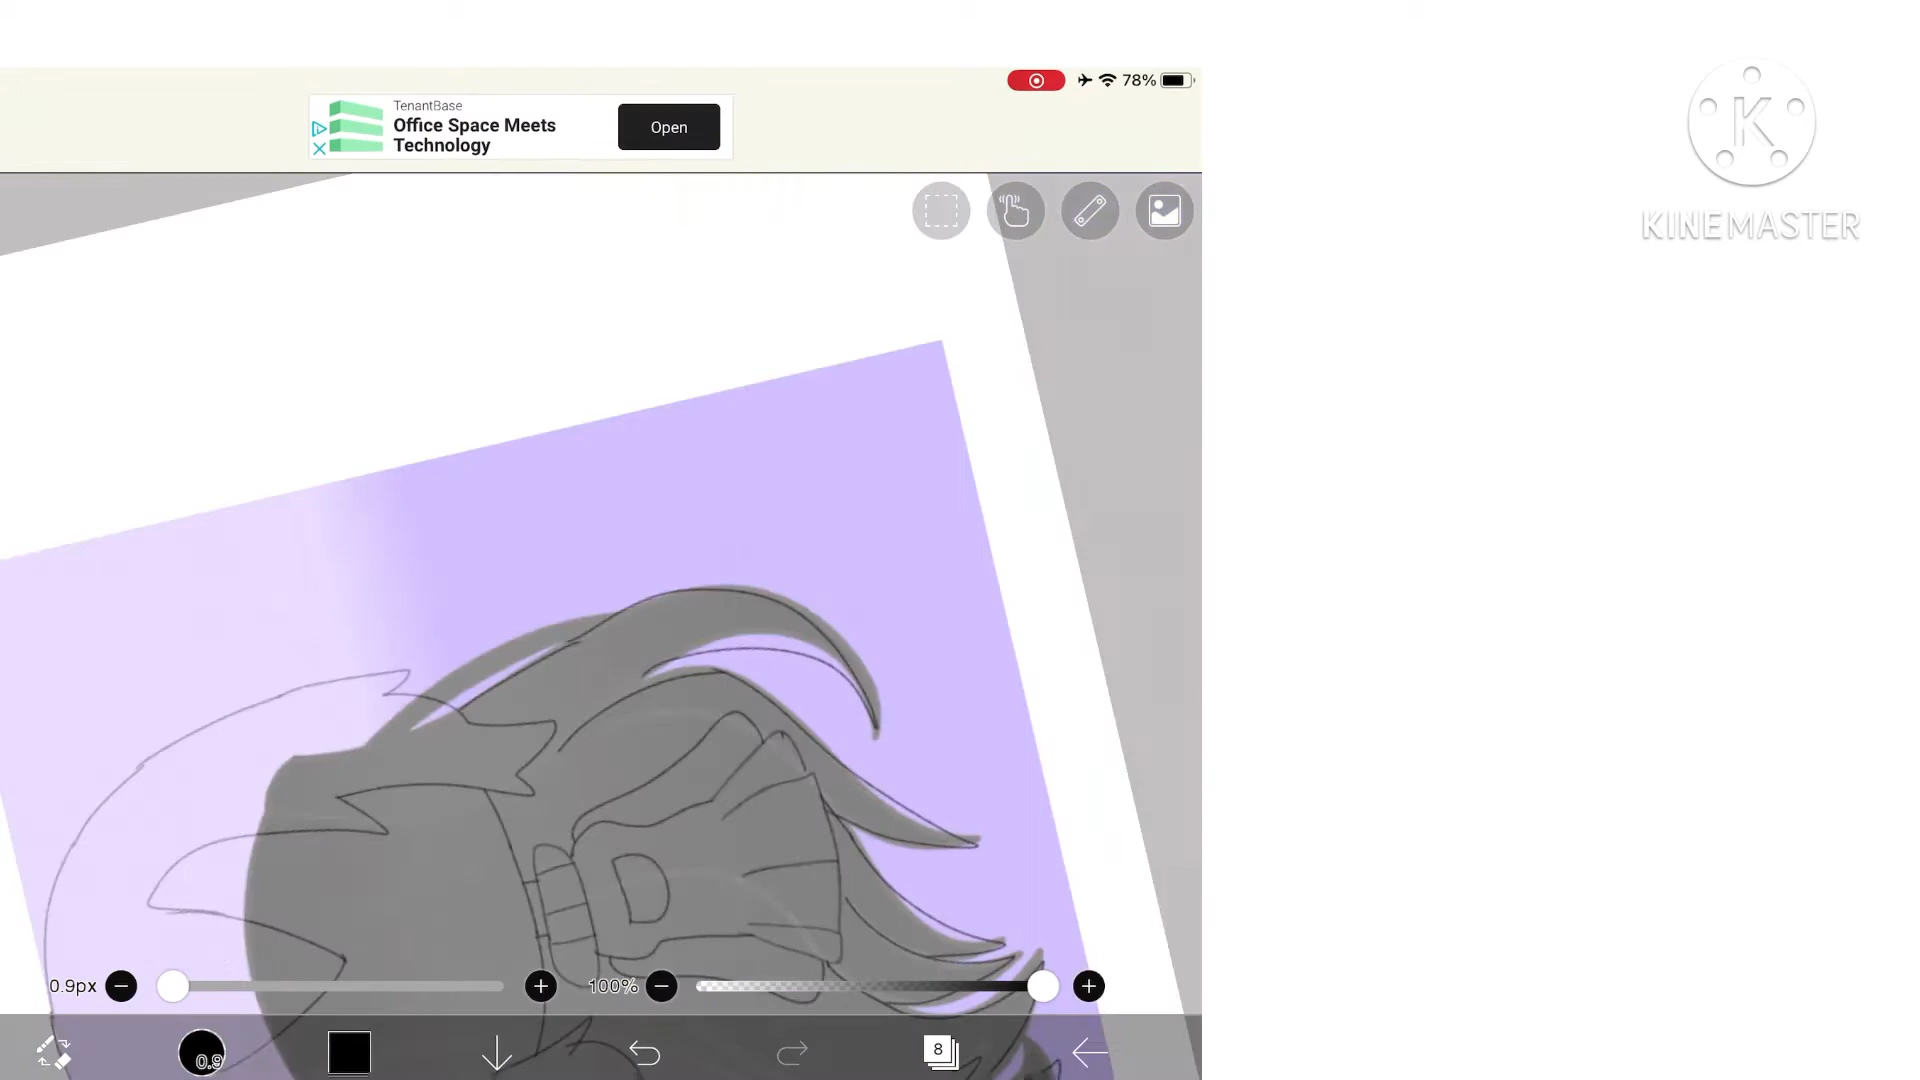 78%
TenantBase
Office Space Meets
Technology
Open
K
KINEMASTER
0.9px
100%
0.9
8